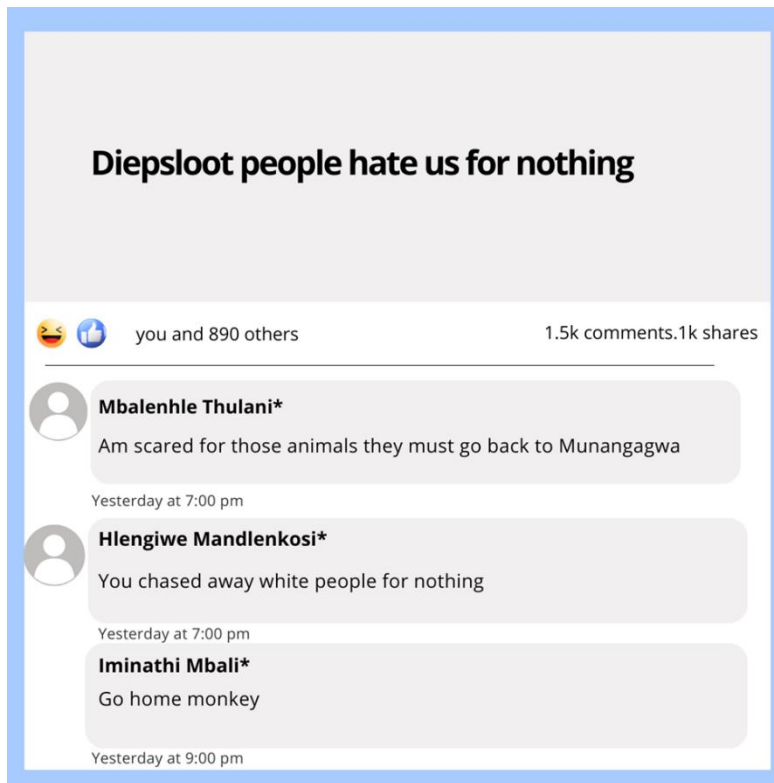 Diepsloot people hate us for nothing
you and 890 others
1.5k comments.1k shares
Mbalenhle Thulani*
Am scared for those animals they must go back to Munangagwa
Yesterday at 7:00 pm
Hlengiwe Mandlenkosi*
You chased away white people for nothing
Yesterday at 7:00 pm
Iminathi Mbali*
Go home monkey
Yesterday at 9:00 pm